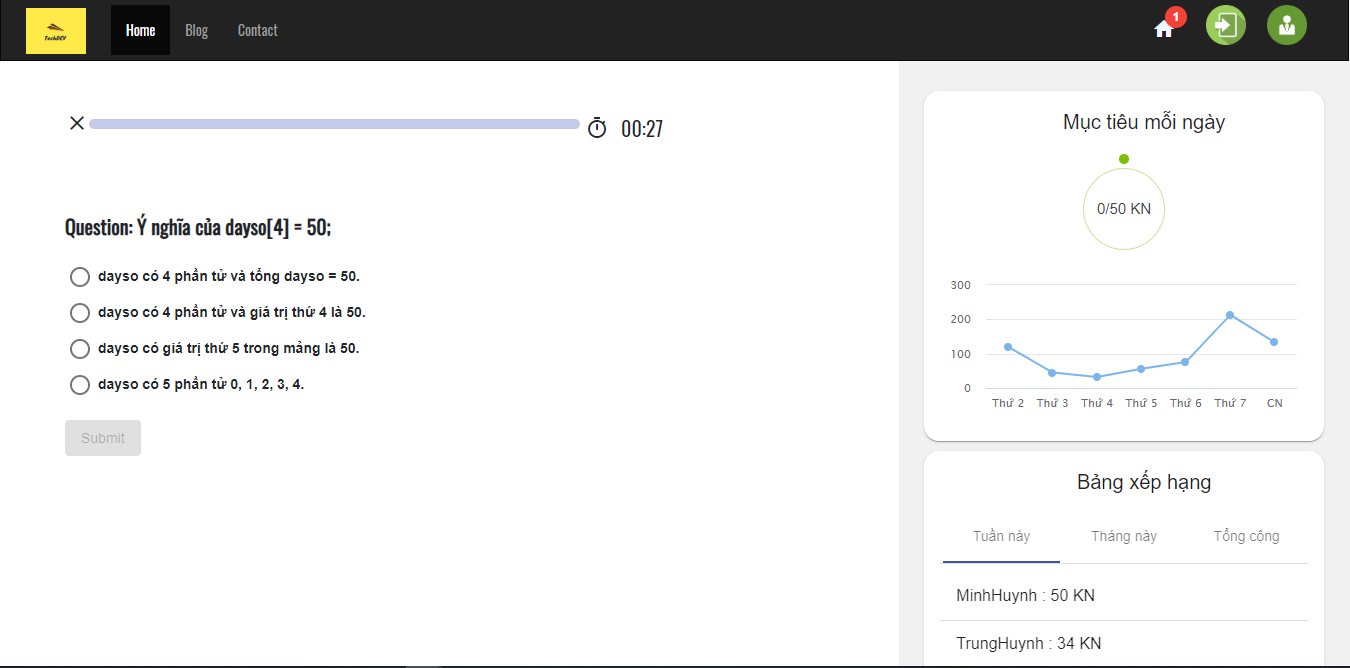 TechDEV
Home Blog Contact
1
00:27
Question: Ý nghĩa của dayso[4] = 50;
dayso có 4 phần tử và tổng dayso = 50.
dayso có 4 phần tử và giá trị thứ 4 là 50.
dayso có giá trị thứ 5 trong mảng là 50.
dayso có 5 phần tử 0, 1, 2, 3, 4.
Submit
Mục tiêu mỗi ngày
0/50 KN
300
200
100
0
Thứ 2 Thứ 3 Thứ 4 Thứ 5 Thứ 6 Thứ 7 CN
Bảng xếp hạng
Tuần này Tháng này Tổng cộng
MinhHuynh : 50 KN
TrungHuynh : 34 KN